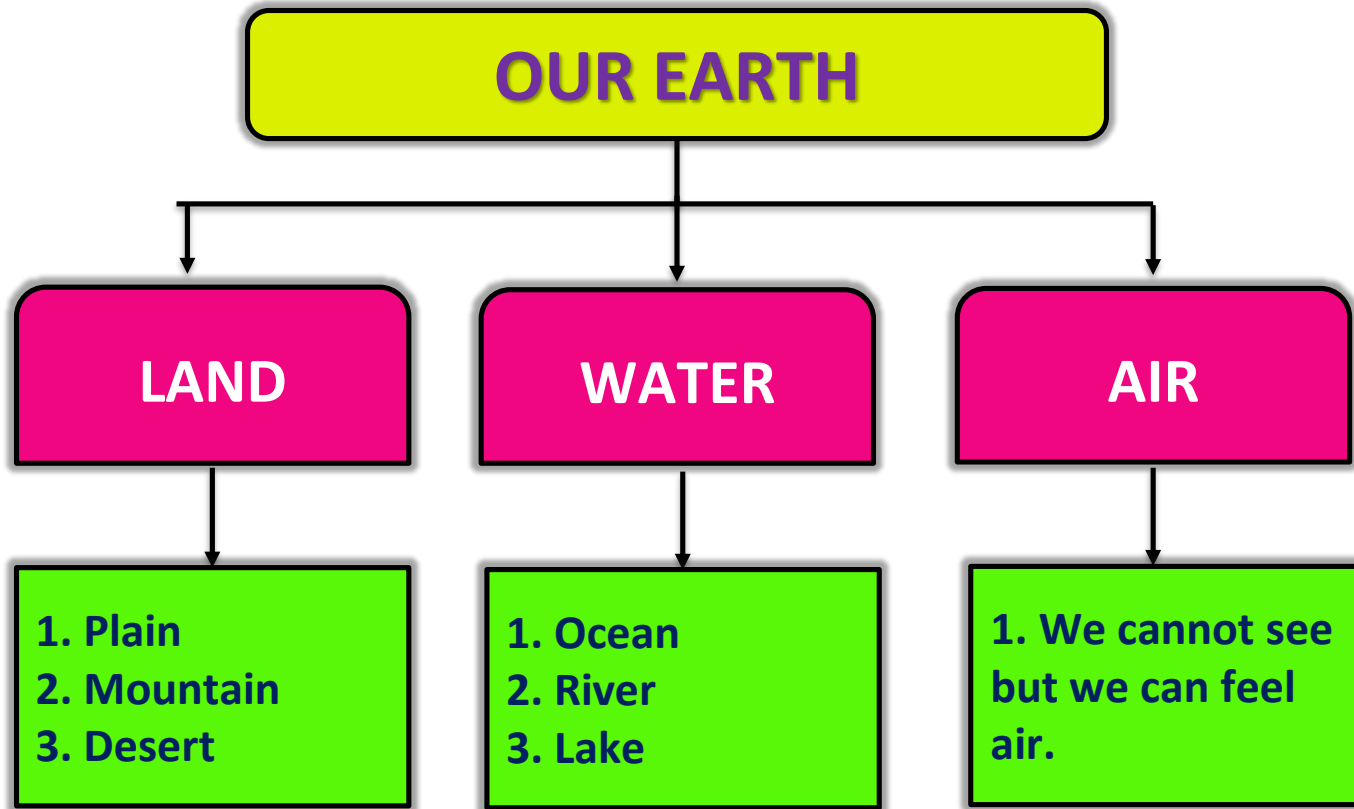 OUR EARTH
LAND
WATER
AIR
1. Plain
2. Mountain
3. Desert
1. Ocean
2. River
3. Lake
1. We cannot see
but we can feel
air.